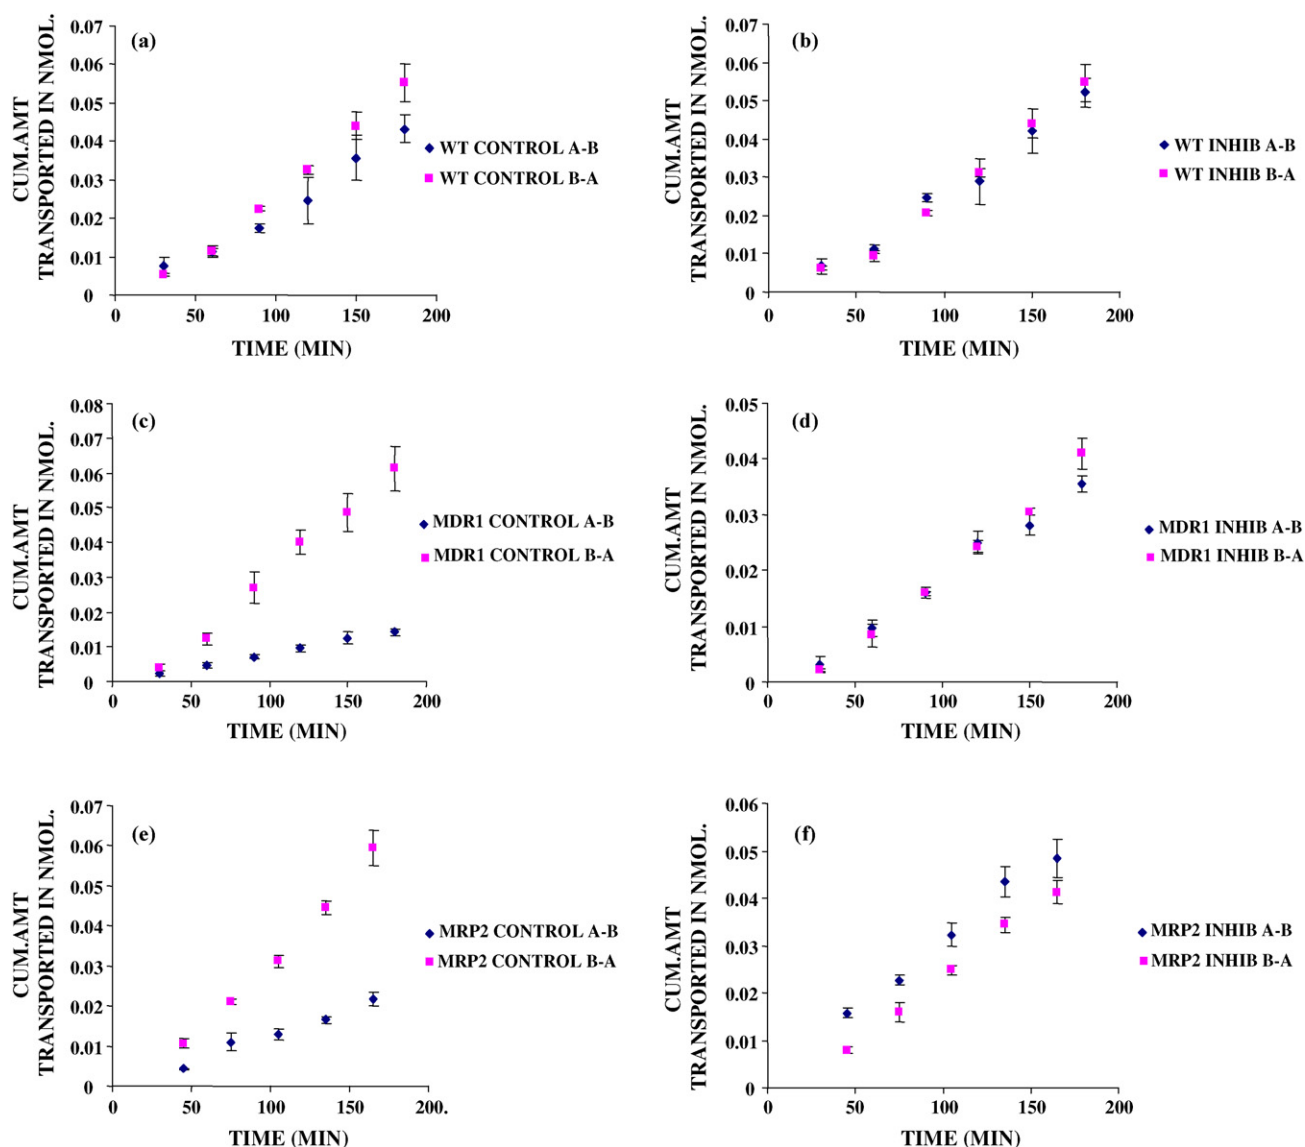 (a)
CUM.AMT
TRANSPORTED IN NMOL.
0.07
0.06
0.05
0.04
0.03
0.02
0.01
0
0 50 100 150 200
TIME (MIN)
WT CONTROL A-B
WT CONTROL B-A
(b)
CUM.AMT
TRANSPORTED IN NMOL.
0.07
0.06
0.05
0.04
0.03
0.02
0.01
0
0 50 100 150 200
TIME (MIN)
WT INHIB A-B
WT INHIB B-A
(c)
CUM.AMT
TRANSPORTED IN NMOL.
0.08
0.07
0.06
0.05
0.04
0.03
0.02
0.01
0
0 50 100 150 200
TIME (MIN)
MDR1 CONTROL A-B
MDR1 CONTROL B-A
(d)
CUM.AMT
TRANSPORTED IN NMOL.
0.05
0.04
0.03
0.02
0.01
0
0 50 100 150 200
TIME (MIN)
MDR1 INHIB A-B
MDR1 INHIB B-A
(e)
CUM.AMT
TRANSPORTED IN NMOL.
0.07
0.06
0.05
0.04
0.03
0.02
0.01
0
0 50 100 150 200.
TIME (MIN)
MRP2 CONTROL A-B
MRP2 CONTROL B-A
(f)
CUM.AMT
TRANSPORTED IN NMOL.
0.06
0.05
0.04
0.03
0.02
0.01
0
0 50 100 150 200
TIME (MIN)
MRP2 INHIB A-B
MRP2 INHIB B-A